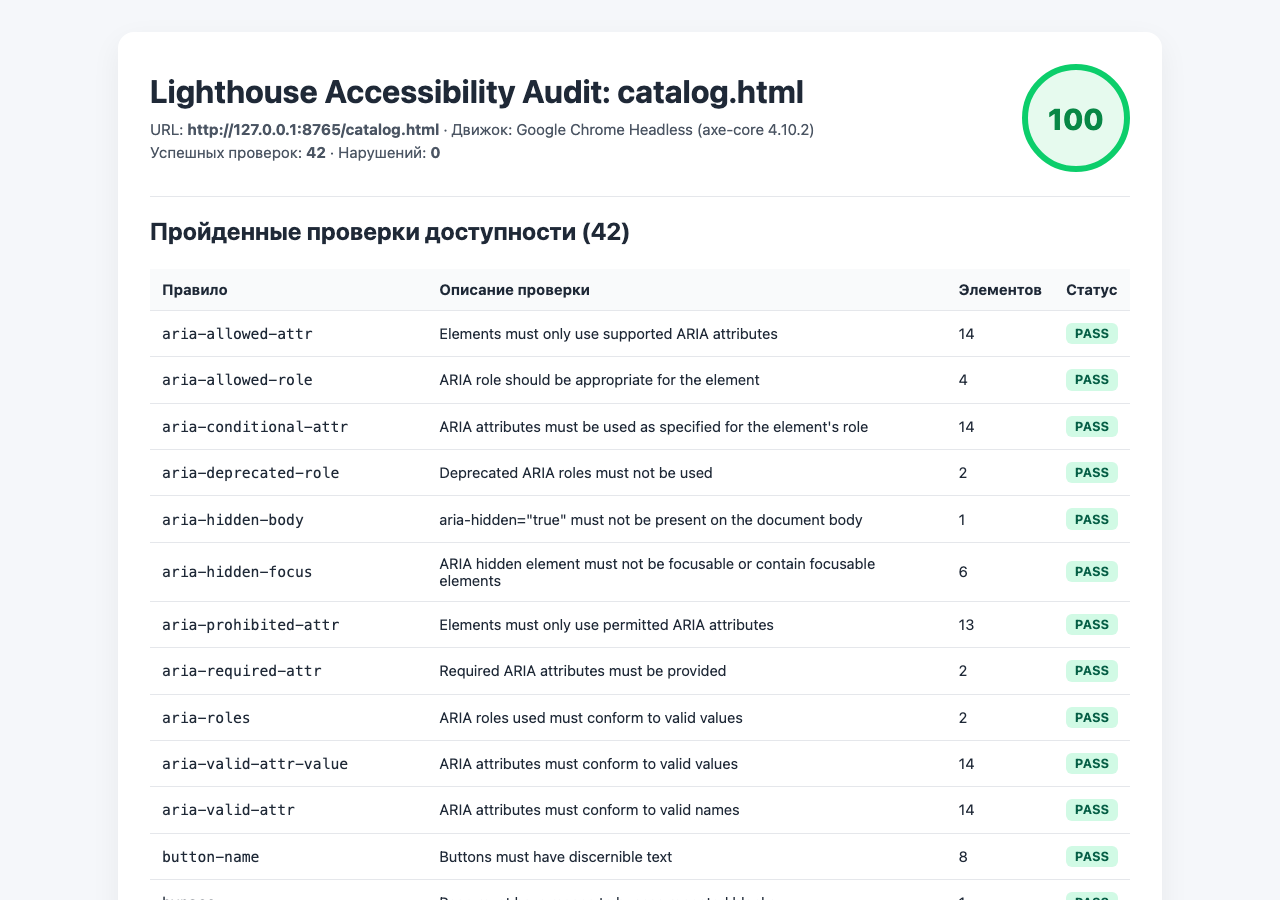 Lighthouse Accessibility Audit: catalog.html
URL: http://127.0.0.1:8765/catalog.html · Движок: Google Chrome Headless (axe-core 4.10.2)
Успешных проверок: 42 · Нарушений: 0
100
Пройденные проверки доступности (42)
Правило Описание проверки Элементов Статус
aria-allowed-attr Elements must only use supported ARIA attributes 14 PASS
aria-allowed-role ARIA role should be appropriate for the element 4 PASS
aria-conditional-attr ARIA attributes must be used as specified for the element's role 14 PASS
aria-deprecated-role Deprecated ARIA roles must not be used 2 PASS
aria-hidden-body aria-hidden="true" must not be present on the document body 1 PASS
aria-hidden-focus ARIA hidden element must not be focusable or contain focusable
elements 6 PASS
aria-prohibited-attr Elements must only use permitted ARIA attributes 13 PASS
aria-required-attr Required ARIA attributes must be provided 2 PASS
aria-roles ARIA roles used must conform to valid values 2 PASS
aria-valid-attr-value ARIA attributes must conform to valid values 14 PASS
aria-valid-attr ARIA attributes must conform to valid names 14 PASS
button-name Buttons must have discernible text 8 PASS